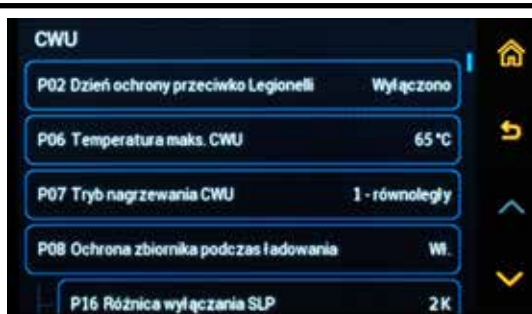 CWU
P02 Dzień ochrony przeciwko Legionelli Wyłączono
P06 Temperatura maks. CWU 65 °C
P07 Tryb nagrzewania CWU 1 - równoległy
P08 Ochrona zbiornika podczas ładowania Wł.
P16 Różnica wyłączania SLP 2 K